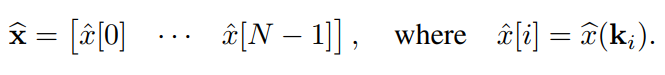 x̂ = [x̂[0] ⋯ x̂[N − 1]], where x̂[i] = x̂(kᵢ).